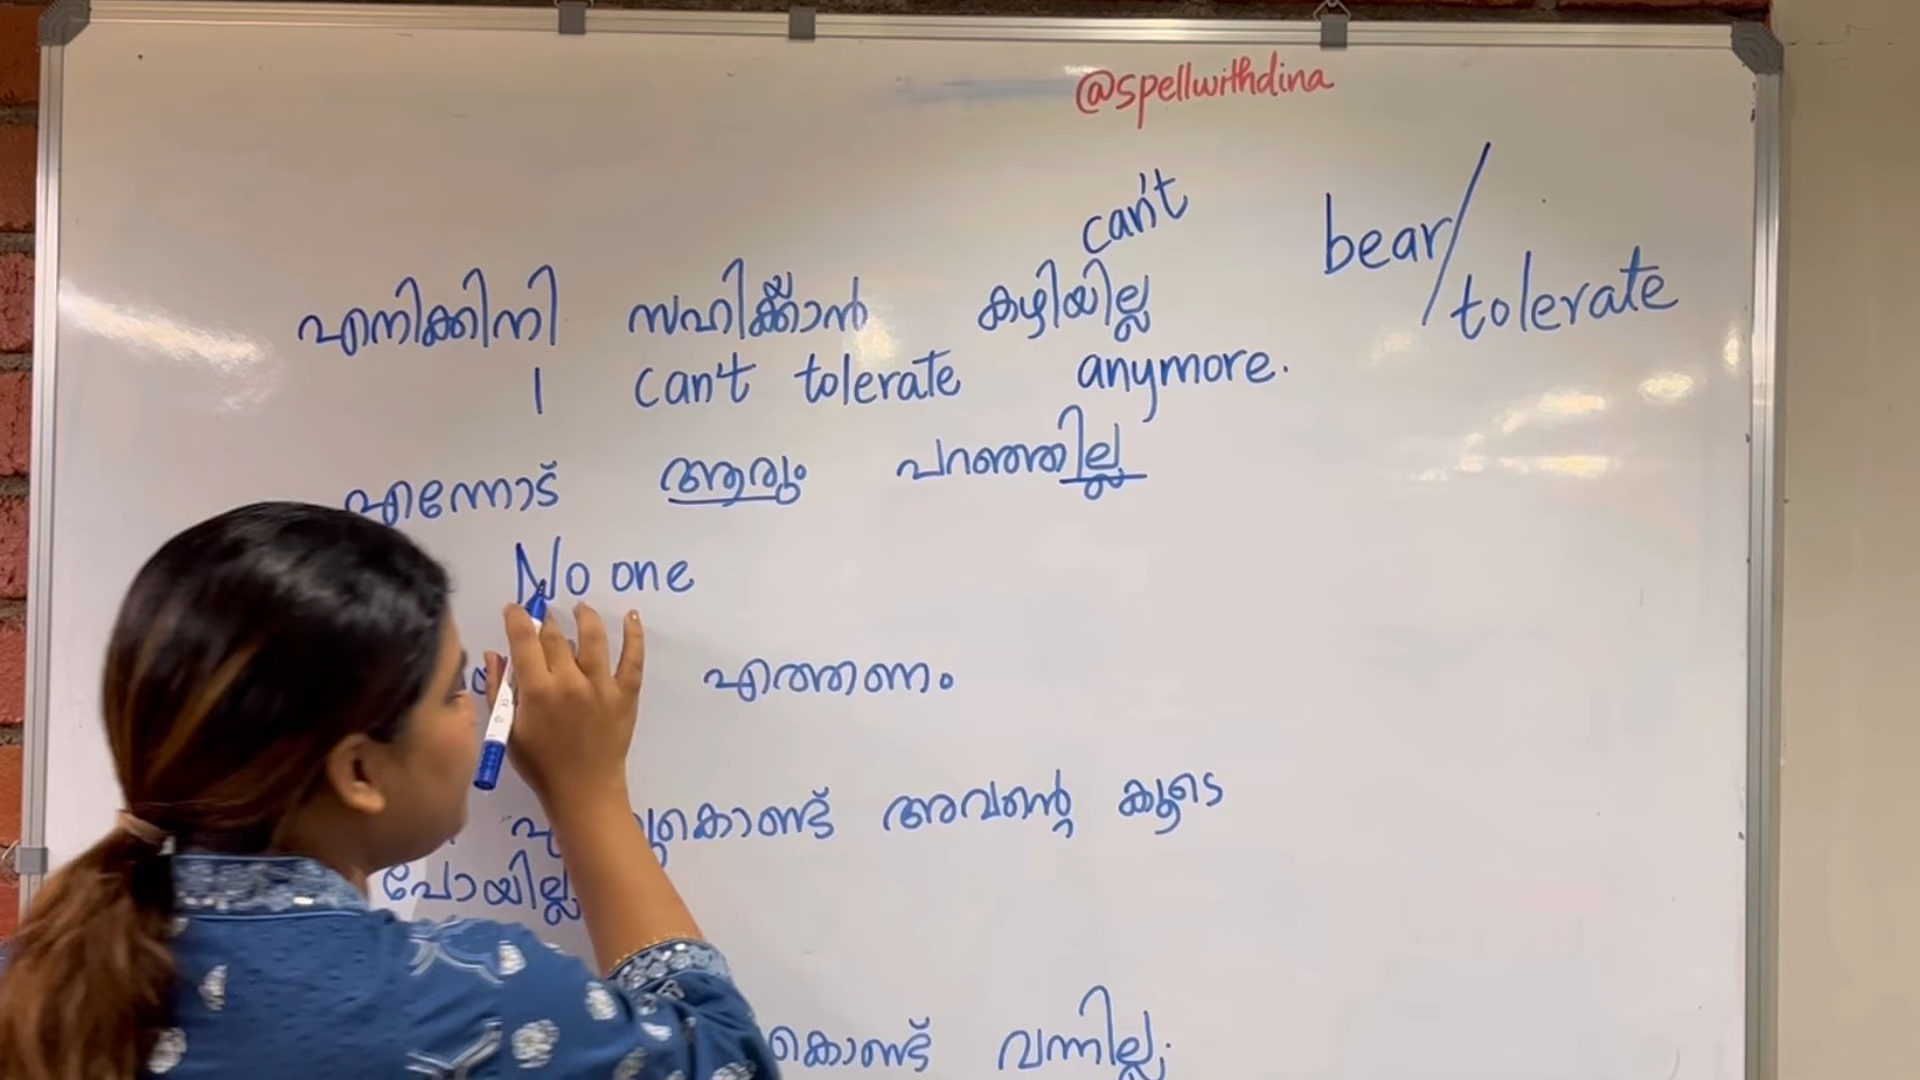 @spellwithdina
can't
bear/
tolerate
എനിക്കിനി സഹിക്കാൻ കഴിയില്ല
I can't tolerate anymore.
എന്നോട് ആരും പറഞ്ഞില്ല
No one
എത്തണം
അവന്റെ കൂടെ
പോയില്ല
കൊണ്ട് വന്നില്ല;